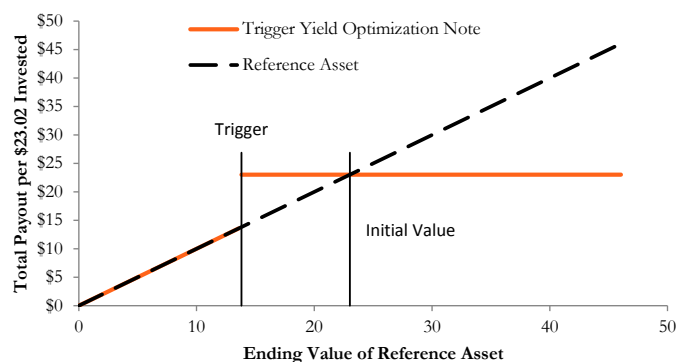 $50
$45
$40
$35
$30
$25
$20
$15
$10
$5
$0
Total Payout per $23.02 Invested
Trigger Yield Optimization Note
Reference Asset
Trigger
Initial Value
0 10 20 30 40 50
Ending Value of Reference Asset